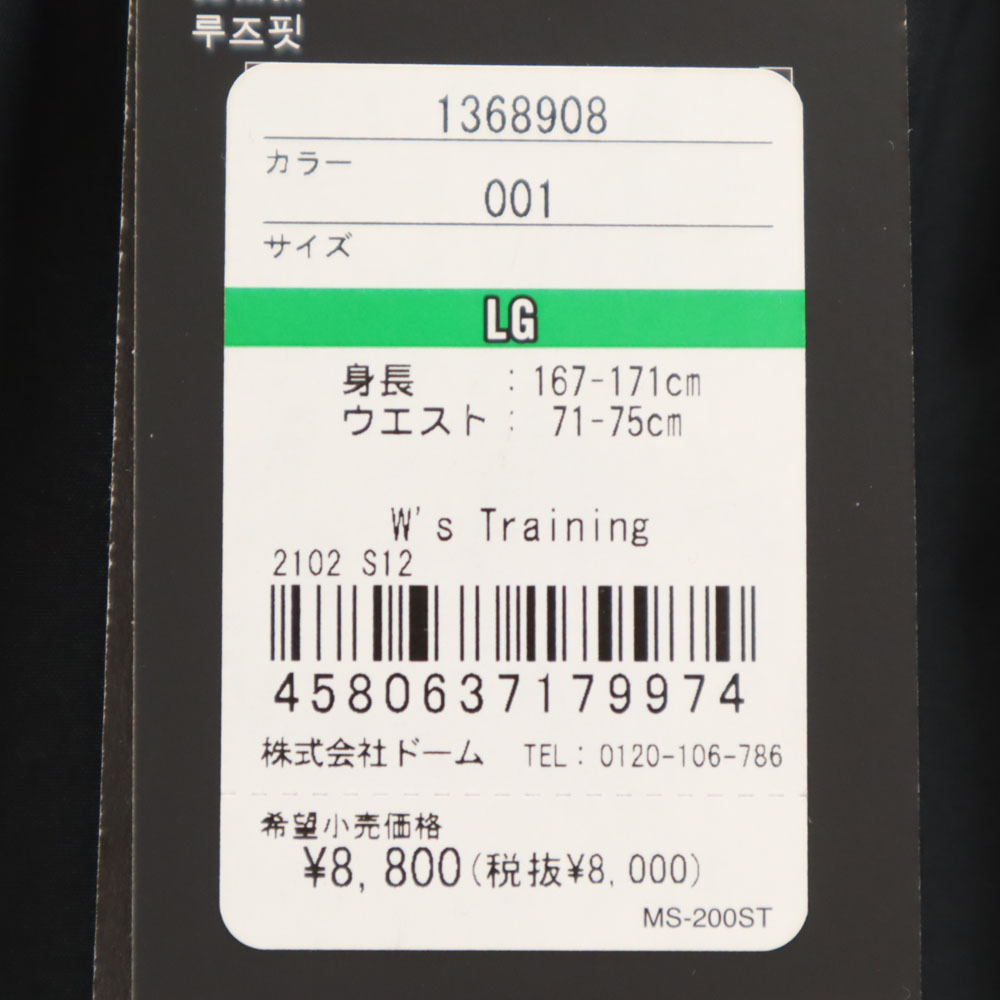 루즈핏
1368908
カラー
001
サイズ
LG
身長 : 167-171cm
ウエスト : 71-75cm
W's Training
2102 S12
4580637179974
株式会社ドーム TEL: 0120-106-786
希望小売価格
¥8,800(税抜¥8,000)
MS-200ST